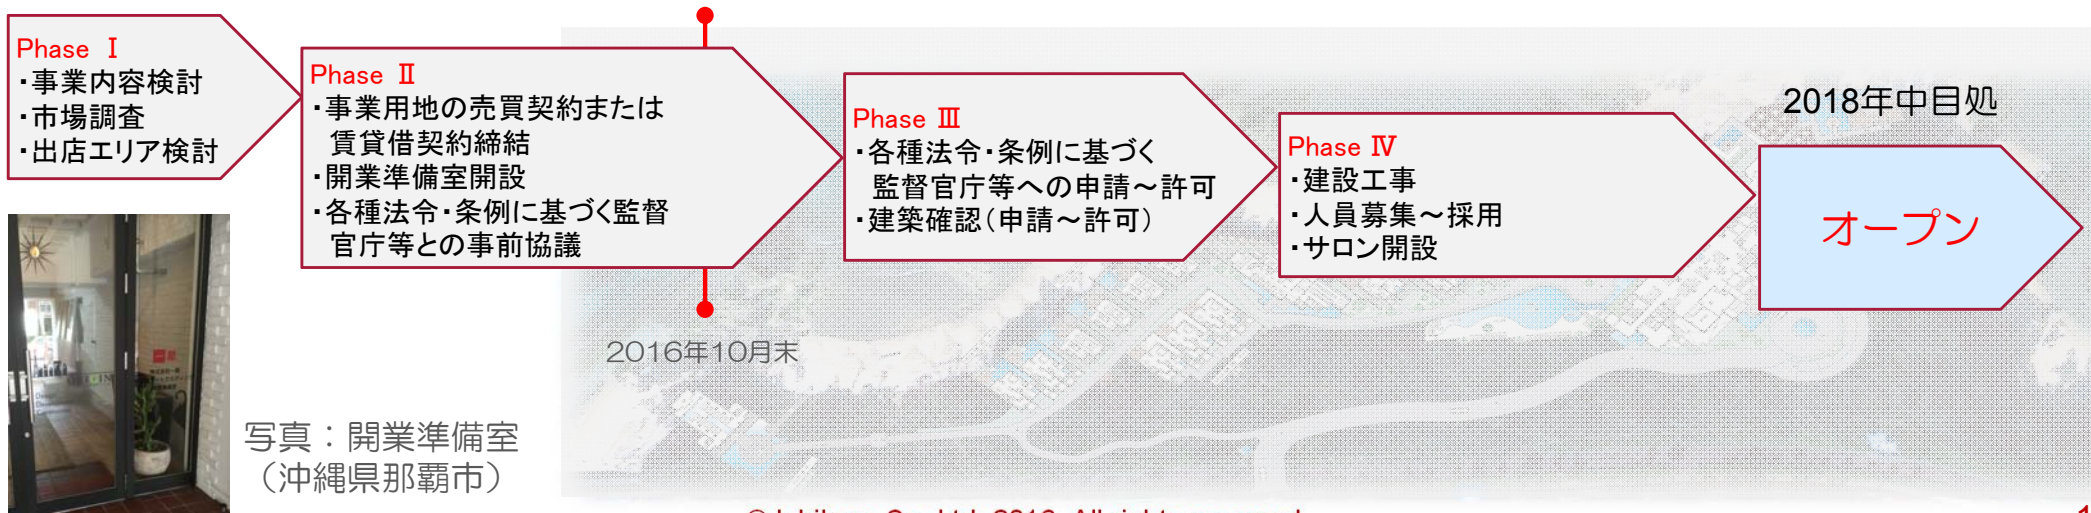 Phase Ⅰ
・事業内容検討
・市場調査
・出店エリア検討
Phase Ⅱ
・事業用地の売買契約または
賃貸借契約締結
・開業準備室開設
・各種法令・条例に基づく監督
官庁等との事前協議
Phase Ⅲ
・各種法令・条例に基づく
監督官庁等への申請～許可
・建築確認（申請～許可）
Phase Ⅳ
・建設工事
・人員募集～採用
・サロン開設
2018年中目処
オープン
2016年10月末
写真：開業準備室
（沖縄県那覇市）